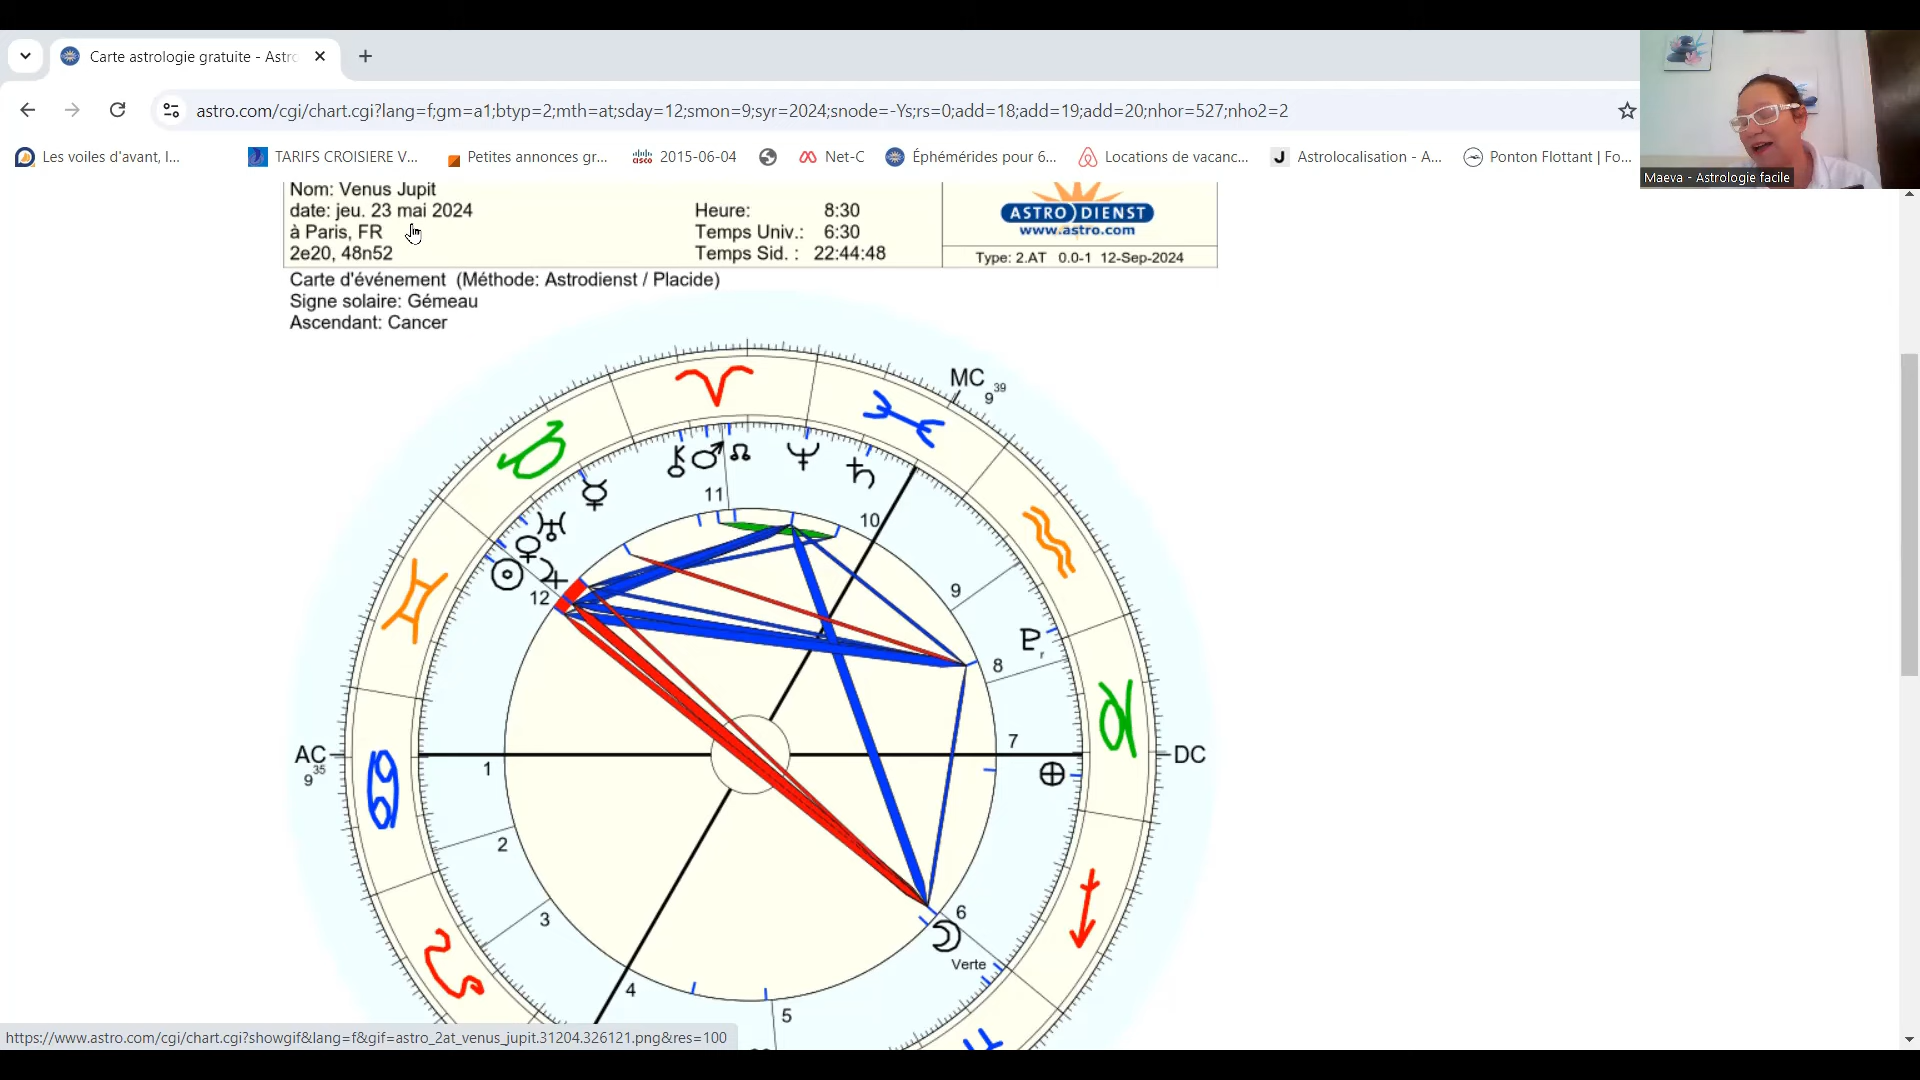 Carte astrologie gratuite - Astro
astro.com/cgi/chart.cgi?lang=f;gm=a1;btyp=2;mth=at;sday=12;smon=9;syr=2024;snode=-Ys;rs=0;add=18;add=19;add=20;nhor=527;nho2=2
Les voiles d'avant, l...
TARIFS CROISIERE V...
Petites annonces gr...
CISCO
2015-06-04
Net-C
Éphémérides pour 6...
Locations de vacanc...
J
Astrolocalisation - A...
Ponton Flottant | Fo...
Maeva - Astrologie facile
Nom: Venus Jupit
date: jeu. 23 mai 2024
à Paris, FR
2e20, 48n52
Heure: 8:30
Temps Univ.: 6:30
Temps Sid. : 22:44:48
ASTRO DIENST
www.astro.com
Type: 2.AT 0.0-1 12-Sep-2024
Carte d'événement (Méthode: Astrodienst / Placide)
Signe solaire: Gémeau
Ascendant: Cancer
MC
9 39
11
10
12
9
8
r
7
AC
9 35
DC
1
2
3
6
Verte
4
5
https://www.astro.com/cgi/chart.cgi?showgif&lang=f&gif=astro_2at_venus_jupit.31204.326121.png&res=100